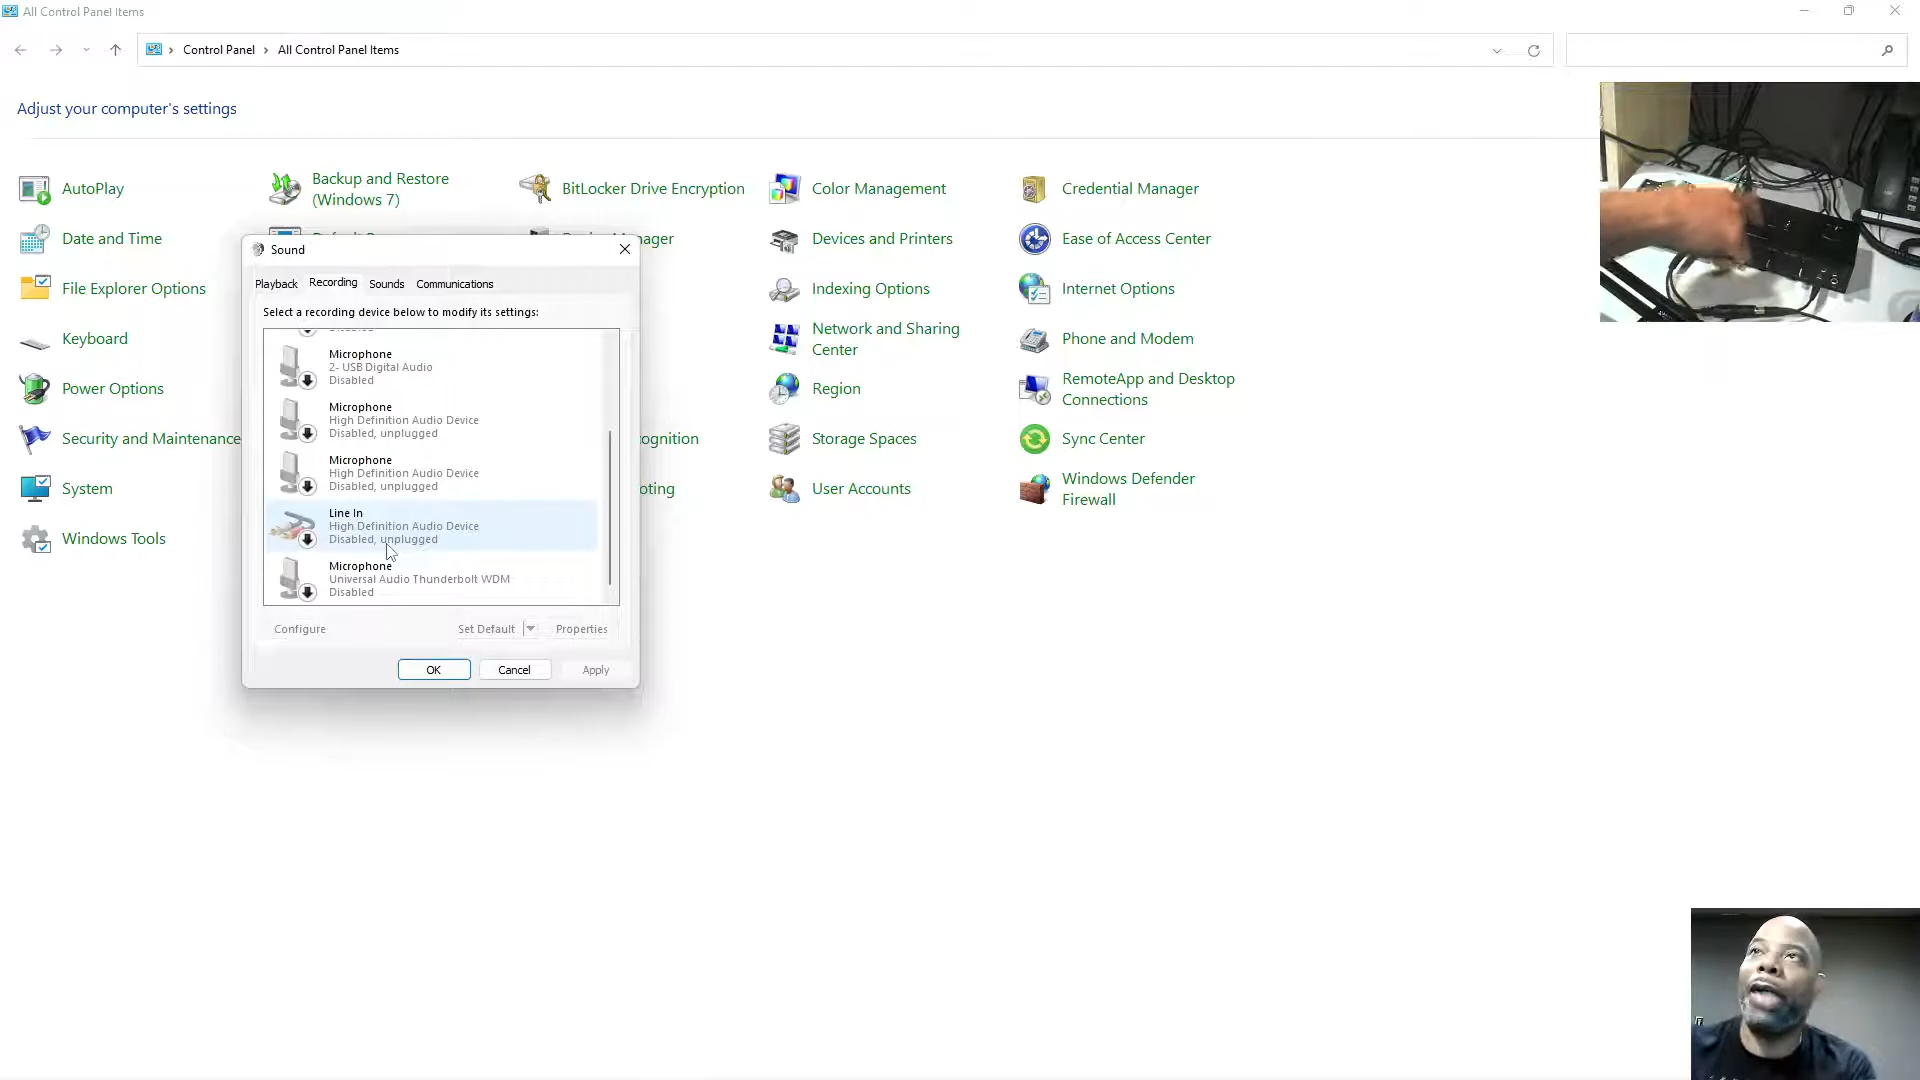 All Control Panel Items
Control Panel > All Control Panel Items
Adjust your computer's settings
AutoPlay
Backup and Restore
(Windows 7)
BitLocker Drive Encryption
Color Management
Credential Manager
Date and Time
Devices and Printers
Ease of Access Center
File Explorer Options
Indexing Options
Internet Options
Keyboard
Network and Sharing
Center
Phone and Modem
Power Options
Region
RemoteApp and Desktop
Connections
Security and Maintenance
Storage Spaces
Sync Center
System
User Accounts
Windows Defender
Firewall
Windows Tools
Sound
Playback
Recording
Sounds
Communications
Select a recording device below to modify its settings:
Disabled
Microphone
2- USB Digital Audio
Disabled
Microphone
High Definition Audio Device
Disabled, unplugged
Microphone
High Definition Audio Device
Disabled, unplugged
Line In
High Definition Audio Device
Disabled, unplugged
Microphone
Universal Audio Thunderbolt WDM
Disabled
Configure
Set Default
Properties
OK
Cancel
Apply